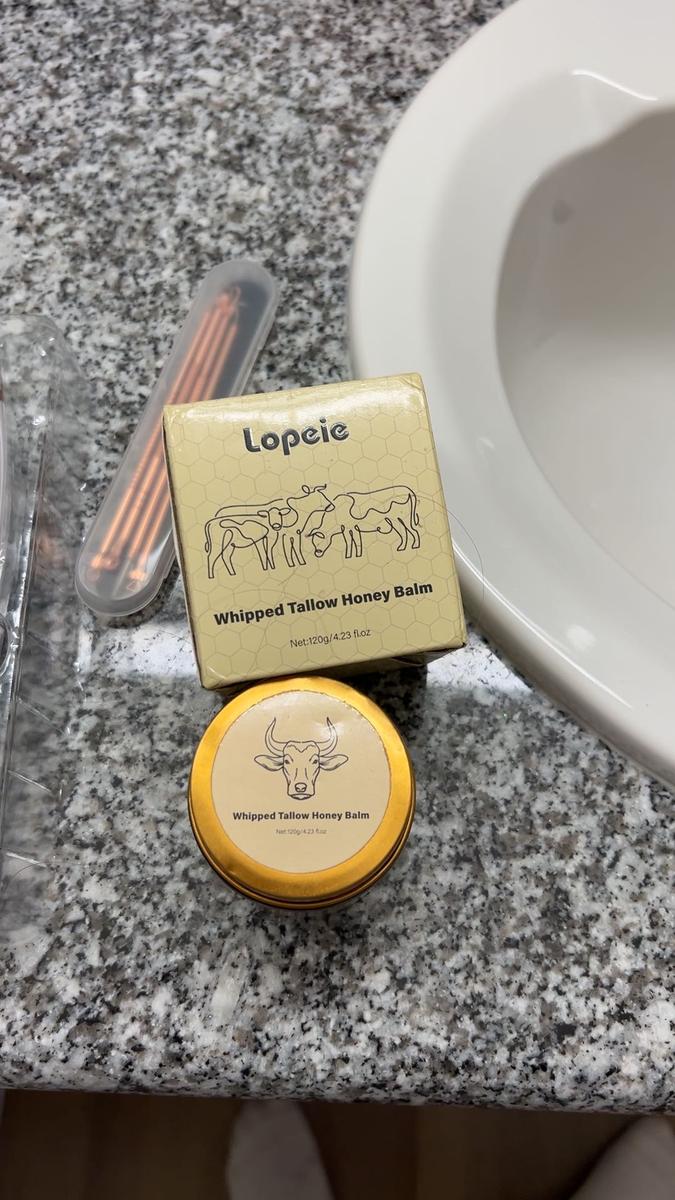 Lopeie
Whipped Tallow Honey Balm
Net:120g/4.23 fl.oz
Whipped Tallow Honey Balm
Net:120g/4.23 fl.oz